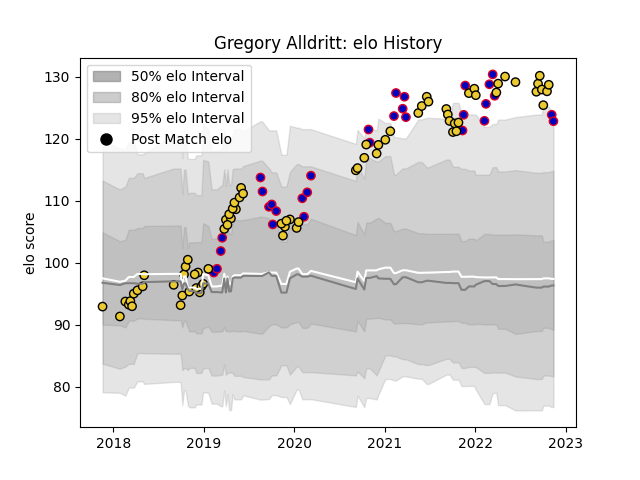 Gregory Alldritt: elo History
50% elo Interval
80% elo Interval
95% elo Interval
Post Match elo
elo score
130
120
110
100
90
80
2018 2019 2020 2021 2022 2023